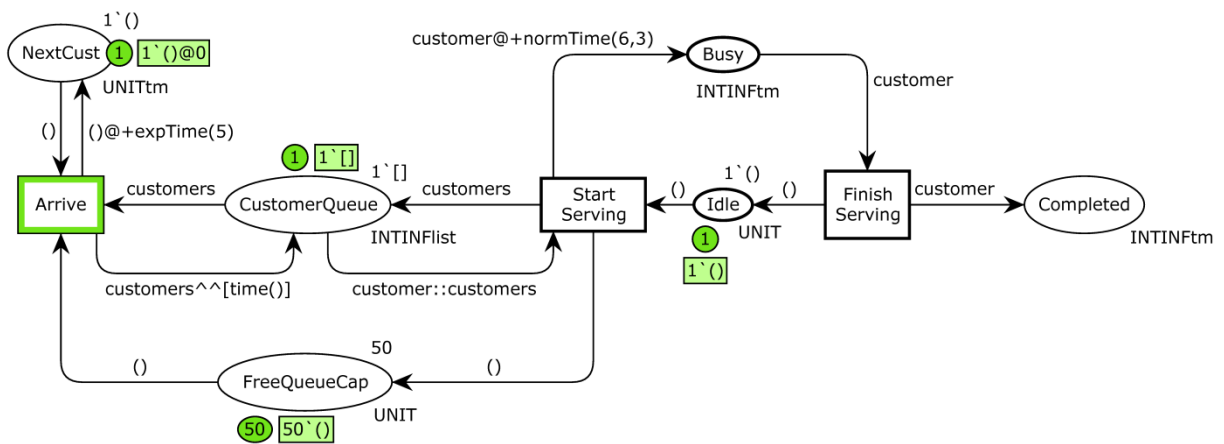 1`()
NextCust
1
1`()@0
UNITtm
()
()@+expTime(5)
customer@+normTime(6,3)
Busy
INTINFtm
customer
1
1`[]
1`[]
Arrive
customers
CustomerQueue
INTINFlist
customers
Start
Serving
()
1`()
Idle
UNIT
1
1`()
()
Finish
Serving
customer
Completed
INTINFtm
customers^^[time()]
customer::customers
()
50
FreeQueueCap
UNIT
50
50`()
()